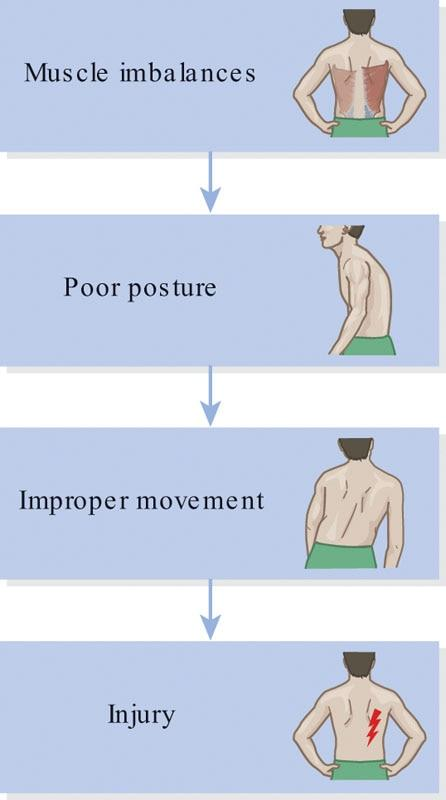 Muscle imbalances
Poor posture
Improper movement
Injury